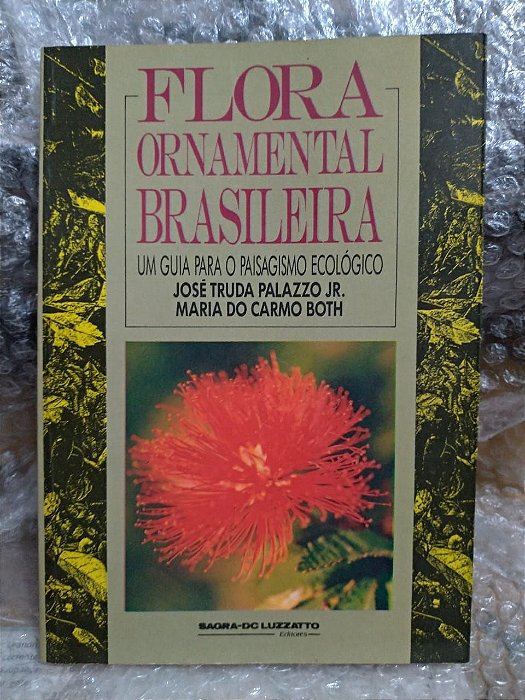 FLORA
ORNAMENTAL
BRASILEIRA
UM GUIA PARA O PAISAGISMO ECOLÓGICO
JOSÉ TRUDA PALAZZO JR.
MARIA DO CARMO BOTH
SAGRA-DC LUZZATTO
Editores